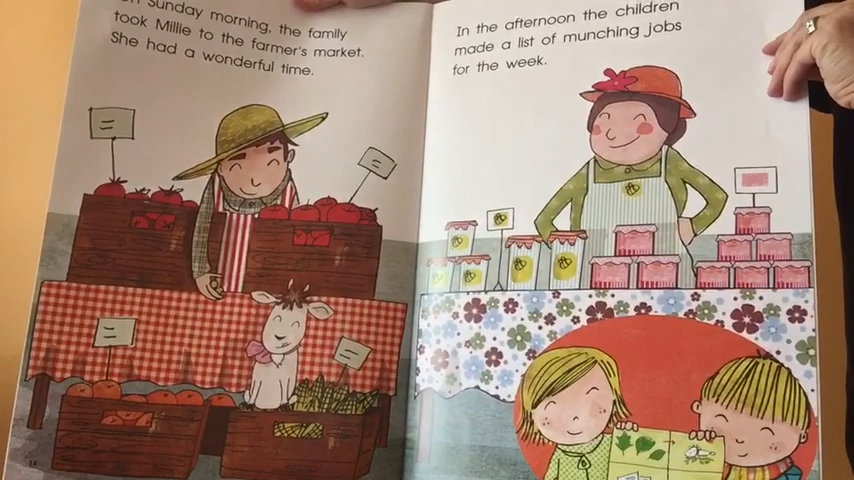 On Sunday morning, the family
took Millie to the farmer's market.
She had a wonderful time.
In the afternoon the children
made a list of munching jobs
for the week.